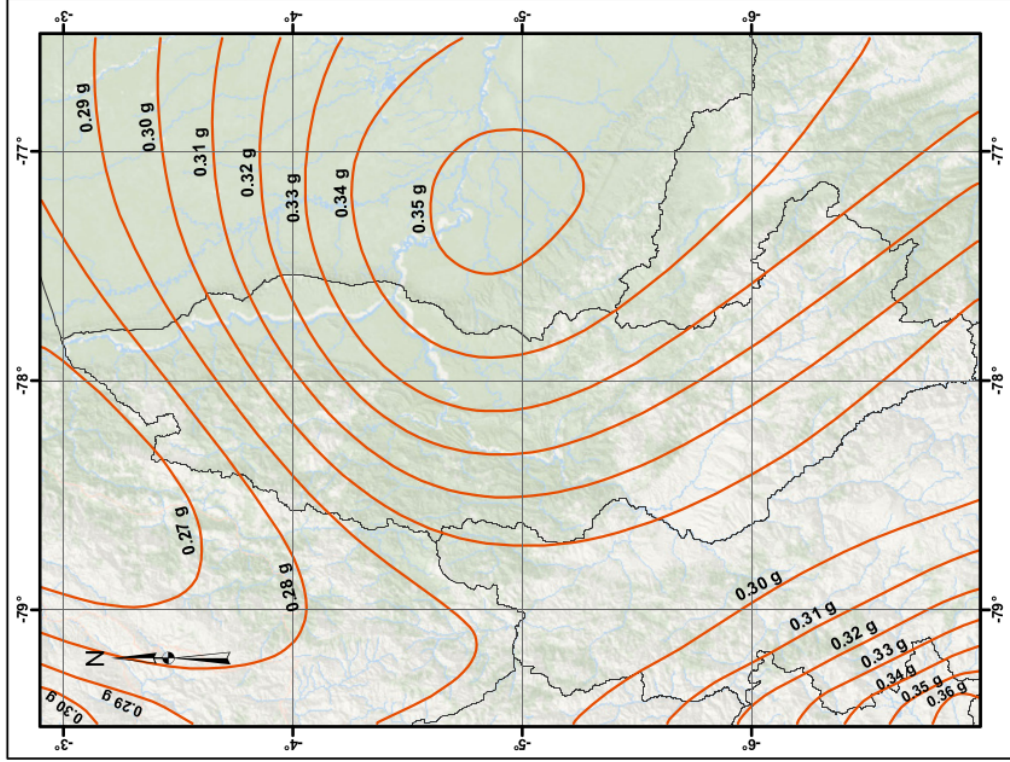 -3°
-4°
-5°
-6°
-77°
-78°
-79°
0.29 g
0.30 g
0.31 g
0.32 g
0.33 g
0.34 g
0.35 g
0.27 g
0.28 g
N
0.29 g
0.30 g
0.30 g
0.31 g
0.32 g
0.33 g
0.34 g
0.35 g
0.36 g
-77°
-78°
-79°
-3°
-4°
-5°
-6°